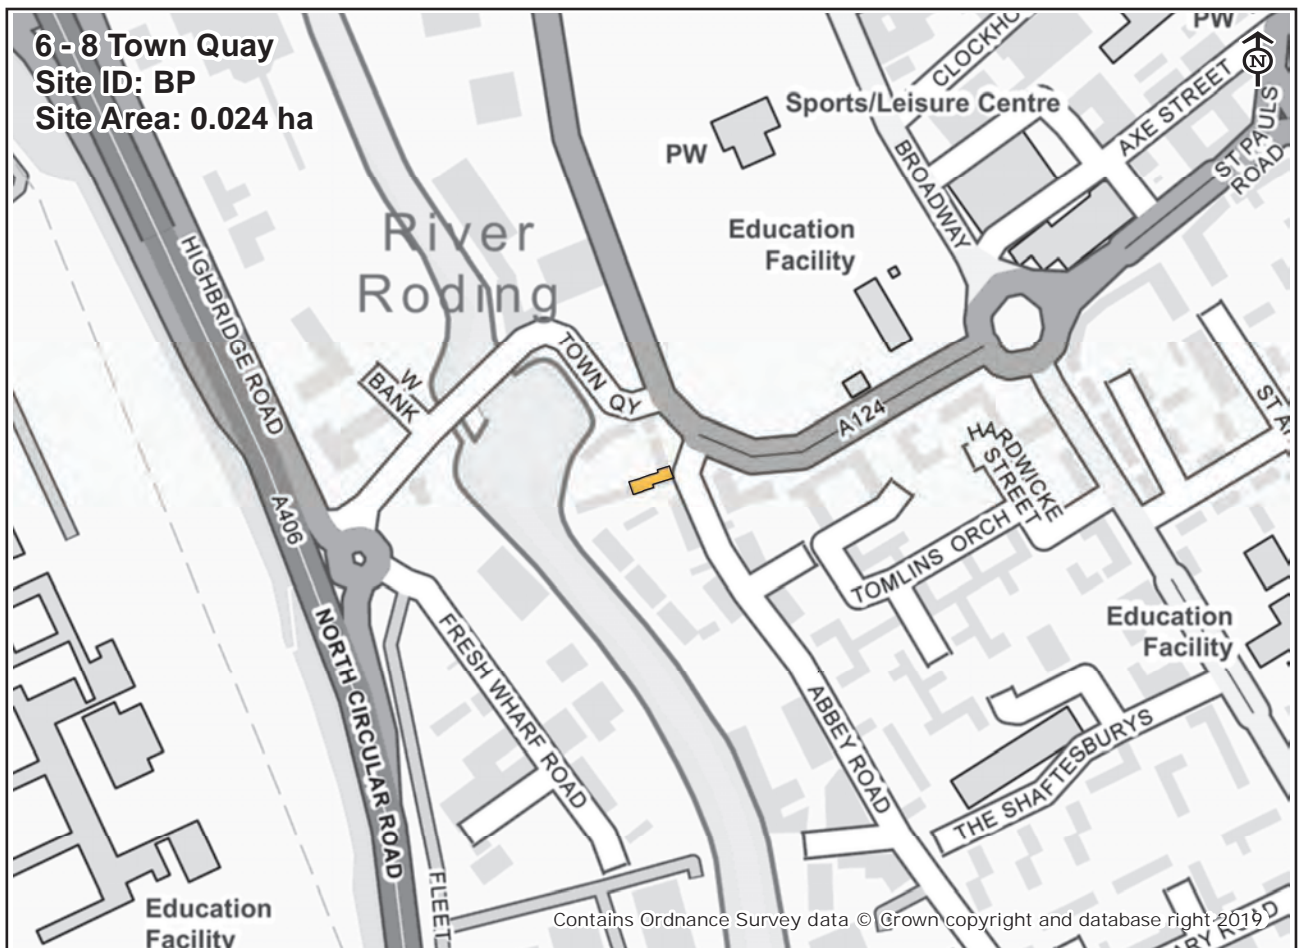 6 - 8 Town Quay
Site ID: BP
Site Area: 0.024 ha
PW
N
CLOCKHO
Sports/Leisure Centre
AXE STREET
ST PAULS
ROAD
PW
BROADWAY
River
Roding
Education
Facility
HIGHBRIDGE ROAD
W
BANK
TOWN QY
A124
HARDWICKE
STREET
ST A
A406
TOMLINS ORCH
Education
Facility
NORTH CIRCULAR ROAD
FRESH WHARF ROAD
ABBEY ROAD
THE SHAFTESBURYS
FLEET
Education
Facility
Contains Ordnance Survey data © Crown copyright and database right 2019
RY ROAD